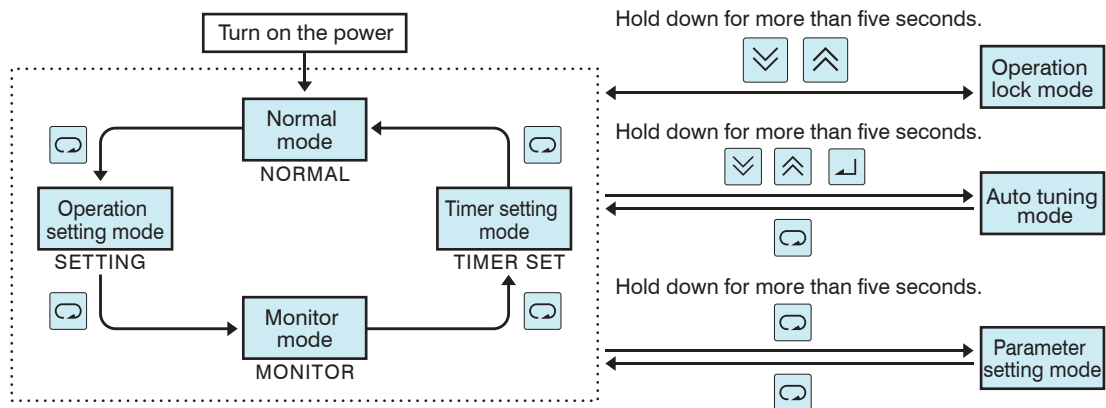 Turn on the power
Normal
mode
NORMAL
Operation
setting mode
SETTING
Monitor
mode
MONITOR
Timer setting
mode
TIMER SET
Hold down for more than five seconds.
Operation
lock mode
Hold down for more than five seconds.
Auto tuning
mode
Hold down for more than five seconds.
Parameter
setting mode